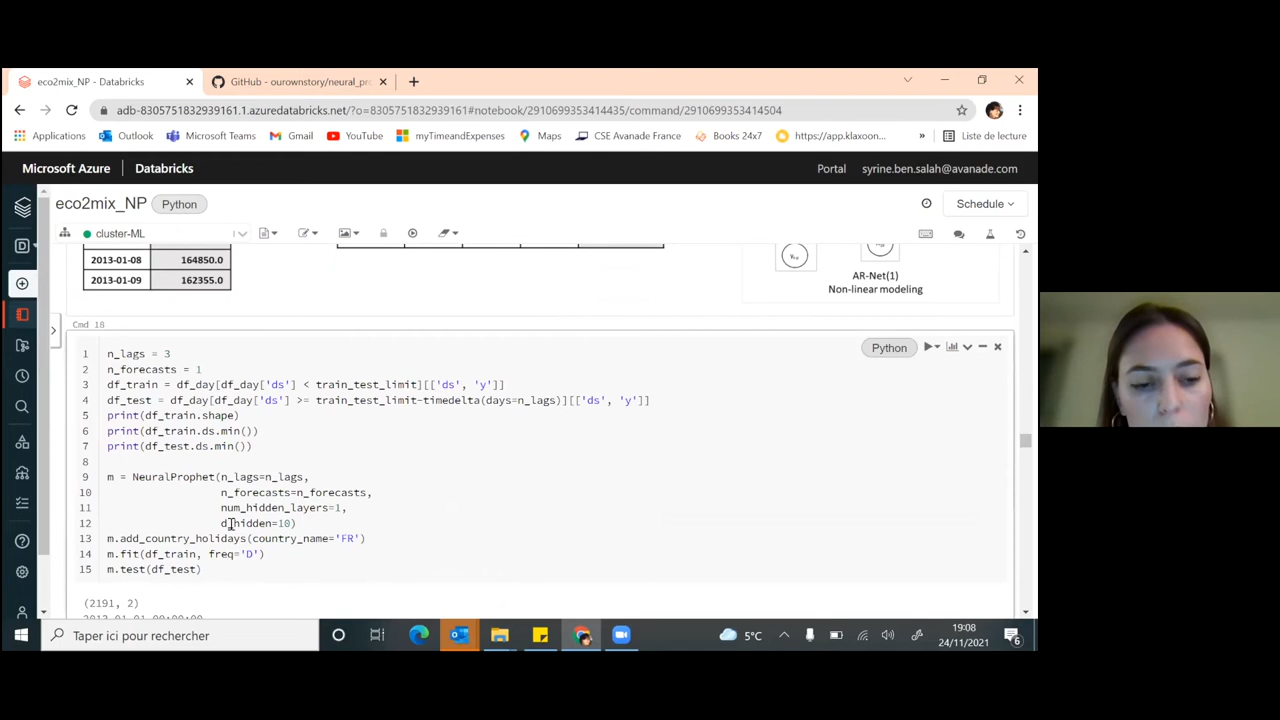 eco2mix_NP - Databricks
GitHub - ourownstory/neural_pro
adb-8305751832939161.1.azuredatabricks.net/?o=8305751832939161#notebook/2910699353414435/command/2910699353414504
Applications Outlook Microsoft Teams Gmail YouTube myTimeandExpenses Maps CSE Avanade France Books 24x7 https://app.klaxoon... » Liste de lecture
Microsoft Azure Databricks Portal syrine.ben.salah@avanade.com
eco2mix_NP Python Schedule
cluster-ML
2013-01-08 164850.0
2013-01-09 162355.0
AR-Net(1)
Non-linear modeling
Cmd 18
Python
1 n_lags = 3
2 n_forecasts = 1
3 df_train = df_day[df_day['ds'] < train_test_limit][['ds', 'y']]
4 df_test = df_day[df_day['ds'] >= train_test_limit-timedelta(days=n_lags)][['ds', 'y']]
5 print(df_train.shape)
6 print(df_train.ds.min())
7 print(df_test.ds.min())
8
9 m = NeuralProphet(n_lags=n_lags,
10 n_forecasts=n_forecasts,
11 num_hidden_layers=1,
12 d_hidden=10)
13 m.add_country_holidays(country_name='FR')
14 m.fit(df_train, freq='D')
15 m.test(df_test)
(2191, 2)
Taper ici pour rechercher
5°C
19:08
24/11/2021
6